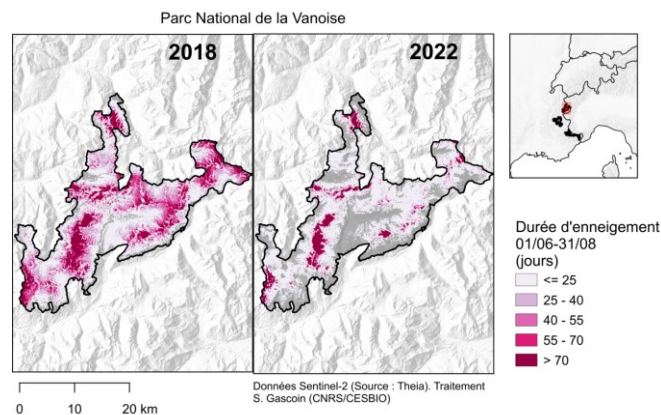 Parc National de la Vanoise
2018
2022
Durée d'enneigement
01/06-31/08
(jours)
<= 25
25 - 40
40 - 55
55 - 70
> 70
0 10 20 km
Données Sentinel-2 (Source : Theia). Traitement
S. Gascoin (CNRS/CESBIO)